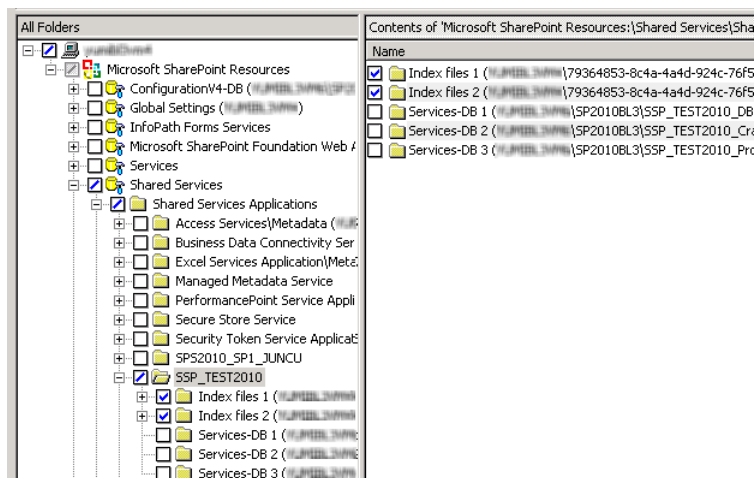 All Folders
Contents of 'Microsoft SharePoint Resources:\Shared Services\Sha
Name
Microsoft SharePoint Resources
ConfigurationV4-DB (
Global Settings ( )
InfoPath Forms Services
Microsoft SharePoint Foundation Web A
Services
Shared Services
Shared Services Applications
Access Services\Metadata (
Business Data Connectivity Ser
Excel Services Application\Meta
Managed Metadata Service
PerformancePoint Service Appli
Secure Store Service
Security Token Service Applicat
SPS2010_SP1_JUNCU
SSP_TEST2010
Index files 1 (
Index files 2 (
Services-DB 1 (
Services-DB 2 (
Services-DB 3 (
Index files 1 ( \79364853-8c4a-4a4d-924c-76f5
Index files 2 ( \79364853-8c4a-4a4d-924c-76f5
Services-DB 1 ( \SP2010BL3\SSP_TEST2010_DB
Services-DB 2 ( \SP2010BL3\SSP_TEST2010_Cra
Services-DB 3 ( \SP2010BL3\SSP_TEST2010_Pro